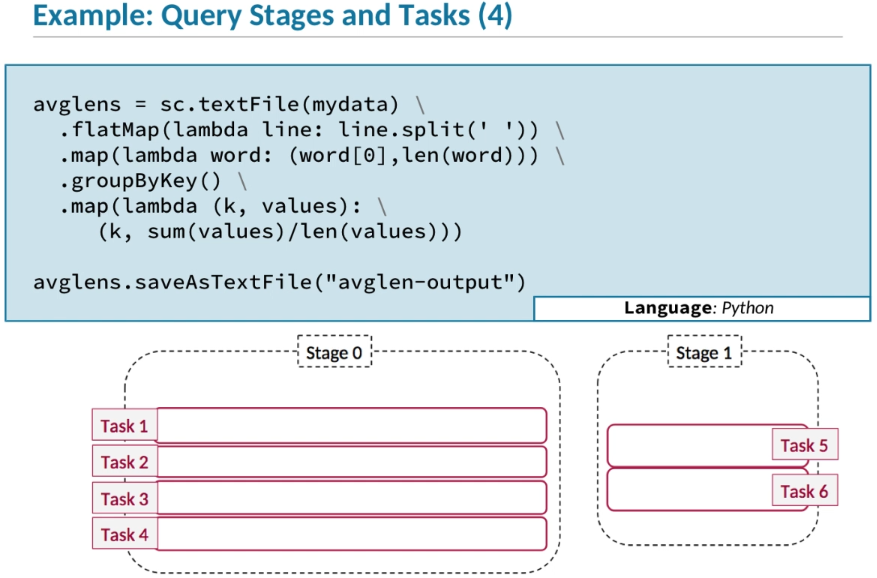 Example: Query Stages and Tasks (4)
avglens = sc.textFile(mydata) \
  .flatMap(lambda line: line.split(' ')) \
  .map(lambda word: (word[0],len(word))) \
  .groupByKey() \
  .map(lambda (k, values): \
     (k, sum(values)/len(values)))
avglens.saveAsTextFile("avglen-output")
Language: Python
Stage 0
Task 1
Task 2
Task 3
Task 4
Stage 1
Task 5
Task 6